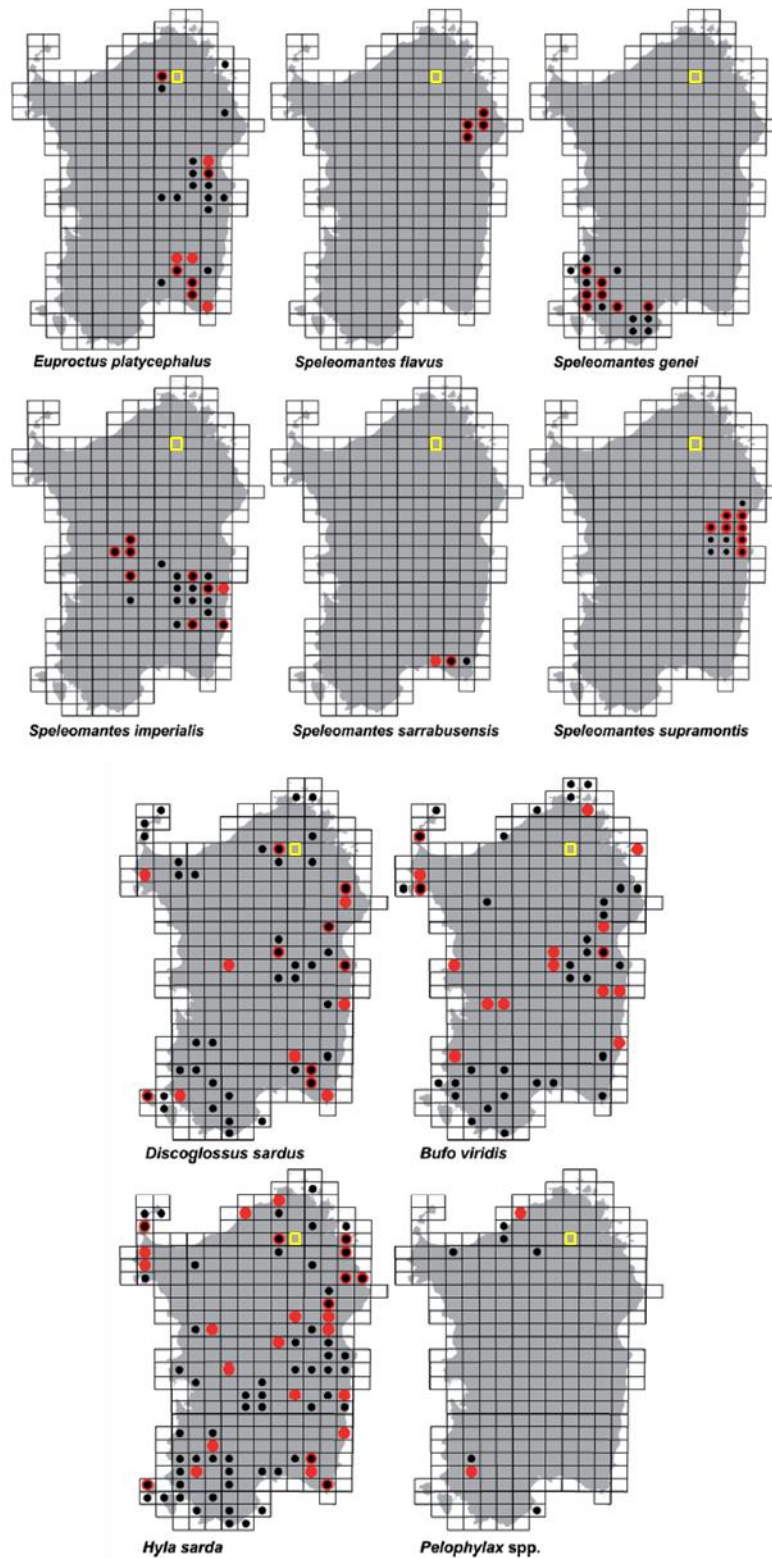 Euproctus platycephalus Speleomantes flavus Speleomantes genei
Speleomantes imperialis Speleomantes sarrabusensis Speleomantes supramontis
Discoglossus sardus Bufo viridis
Hyla sarda Pelophylax spp.